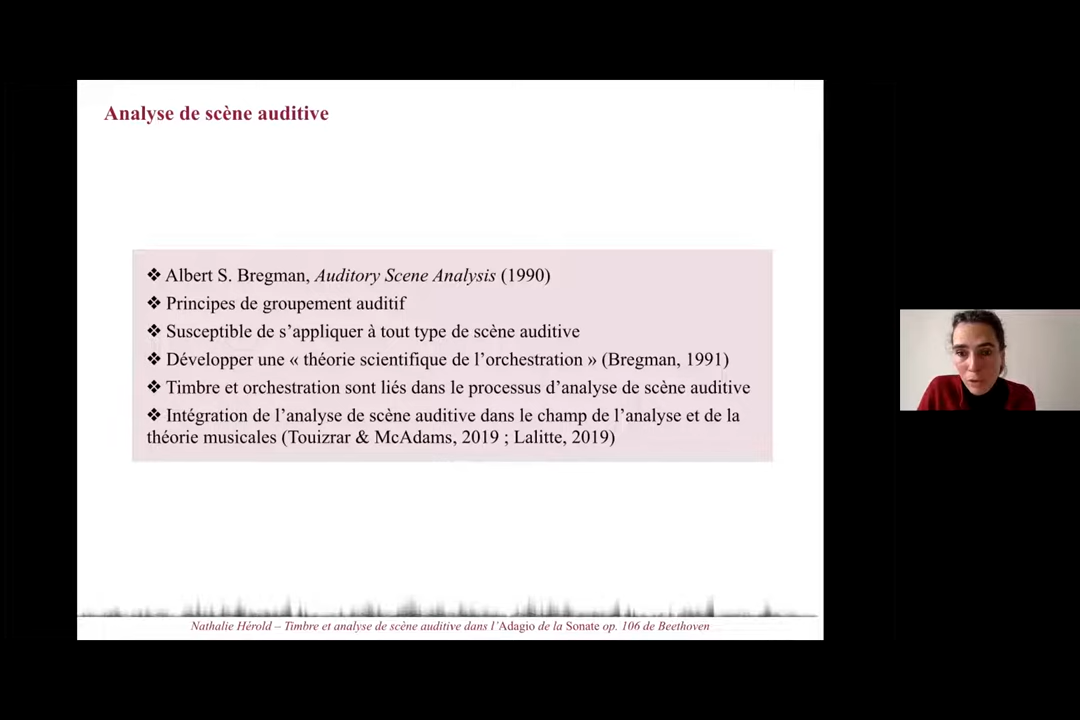 Analyse de scène auditive
❖ Albert S. Bregman, Auditory Scene Analysis (1990)
❖ Principes de groupement auditif
❖ Susceptible de s’appliquer à tout type de scène auditive
❖ Développer une « théorie scientifique de l’orchestration » (Bregman, 1991)
❖ Timbre et orchestration sont liés dans le processus d’analyse de scène auditive
❖ Intégration de l’analyse de scène auditive dans le champ de l’analyse et de la
théorie musicales (Touizrar & McAdams, 2019 ; Lalitte, 2019)
Nathalie Hérold – Timbre et analyse de scène auditive dans l’Adagio de la Sonate op. 106 de Beethoven